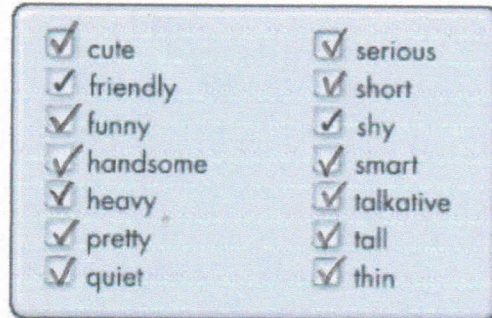 cute
friendly
funny
handsome
heavy
pretty
quiet
serious
short
shy
smart
talkative
tall
thin